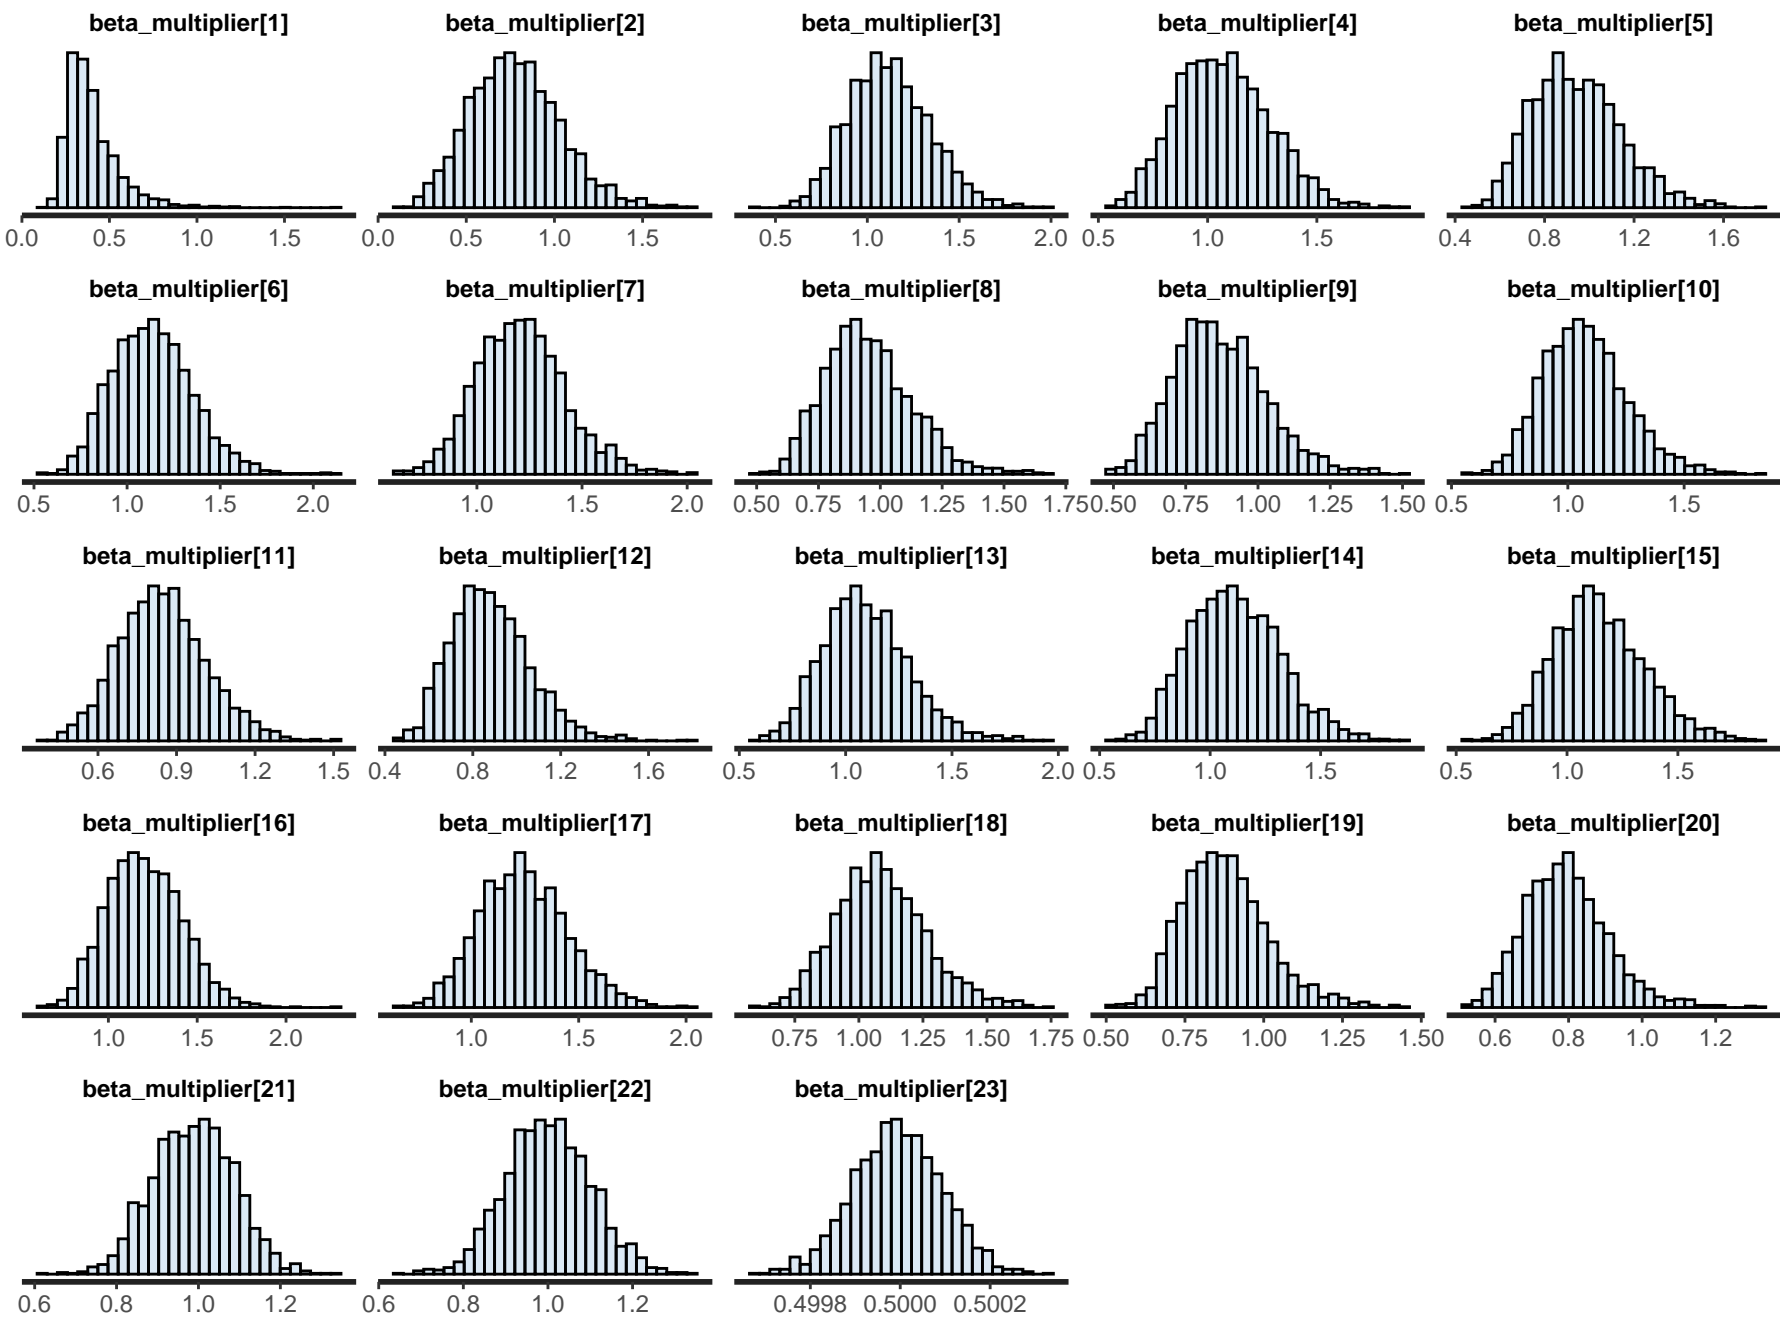 beta_multiplier[1] beta_multiplier[2] beta_multiplier[3] beta_multiplier[4] beta_multiplier[5]
0.0 0.5 1.0 1.5 0.0 0.5 1.0 1.5 0.5 1.0 1.5 2.0 0.5 1.0 1.5 0.4 0.8 1.2 1.6
beta_multiplier[6] beta_multiplier[7] beta_multiplier[8] beta_multiplier[9] beta_multiplier[10]
0.5 1.0 1.5 2.0 1.0 1.5 2.0 0.50 0.75 1.00 1.25 1.50 1.75 0.50 0.75 1.00 1.25 1.50 0.5 1.0 1.5
beta_multiplier[11] beta_multiplier[12] beta_multiplier[13] beta_multiplier[14] beta_multiplier[15]
0.6 0.9 1.2 1.5 0.4 0.8 1.2 1.6 0.5 1.0 1.5 2.0 0.5 1.0 1.5 0.5 1.0 1.5
beta_multiplier[16] beta_multiplier[17] beta_multiplier[18] beta_multiplier[19] beta_multiplier[20]
1.0 1.5 2.0 1.0 1.5 2.0 0.75 1.00 1.25 1.50 1.75 0.50 0.75 1.00 1.25 1.50 0.6 0.8 1.0 1.2
beta_multiplier[21] beta_multiplier[22] beta_multiplier[23]
0.6 0.8 1.0 1.2 0.6 0.8 1.0 1.2 0.4998 0.5000 0.5002